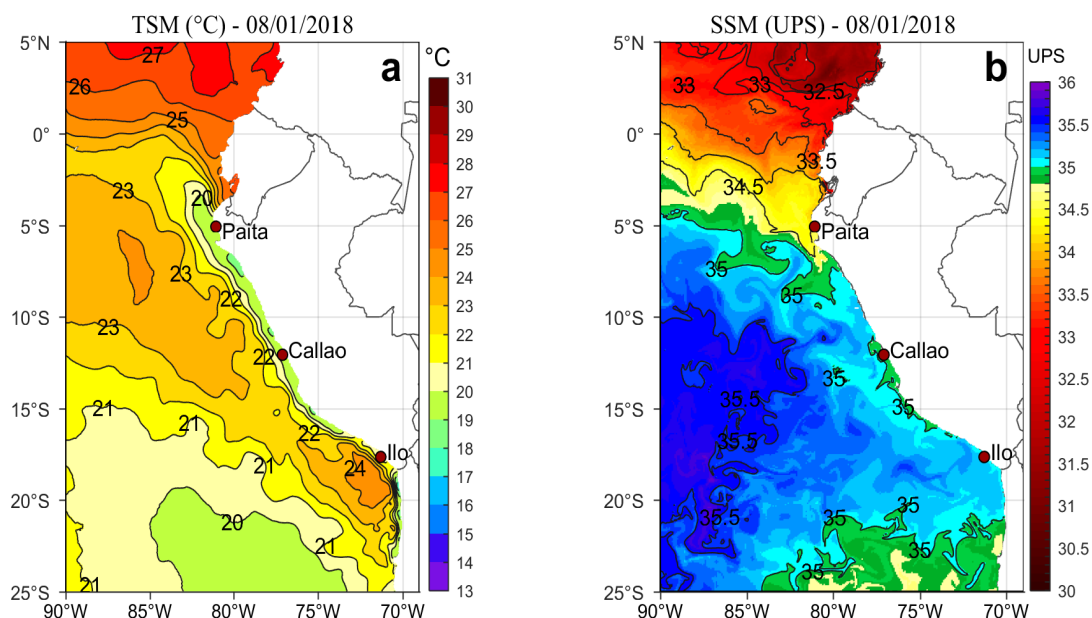 TSM (°C) - 08/01/2018
5°N
0°
5°S
10°S
15°S
20°S
25°S
90°W
85°W
80°W
75°W
70°W
a
27
26
25
23
20
Paita
23
22
23
22
Callao
21
21
22
21
24
Ilo
20
21
21
°C
31
30
29
28
27
26
25
24
23
22
21
20
19
18
17
16
15
14
13
SSM (UPS) - 08/01/2018
5°N
0°
5°S
10°S
15°S
20°S
25°S
90°W
85°W
80°W
75°W
70°W
b
33
33
32.5
33.5
34.5
Paita
35
35
Callao
35
35.5
35
35.5
Ilo
35.5
35
35
35
35
UPS
36
35.5
35
34.5
34
33.5
33
32.5
32
31.5
31
30.5
30